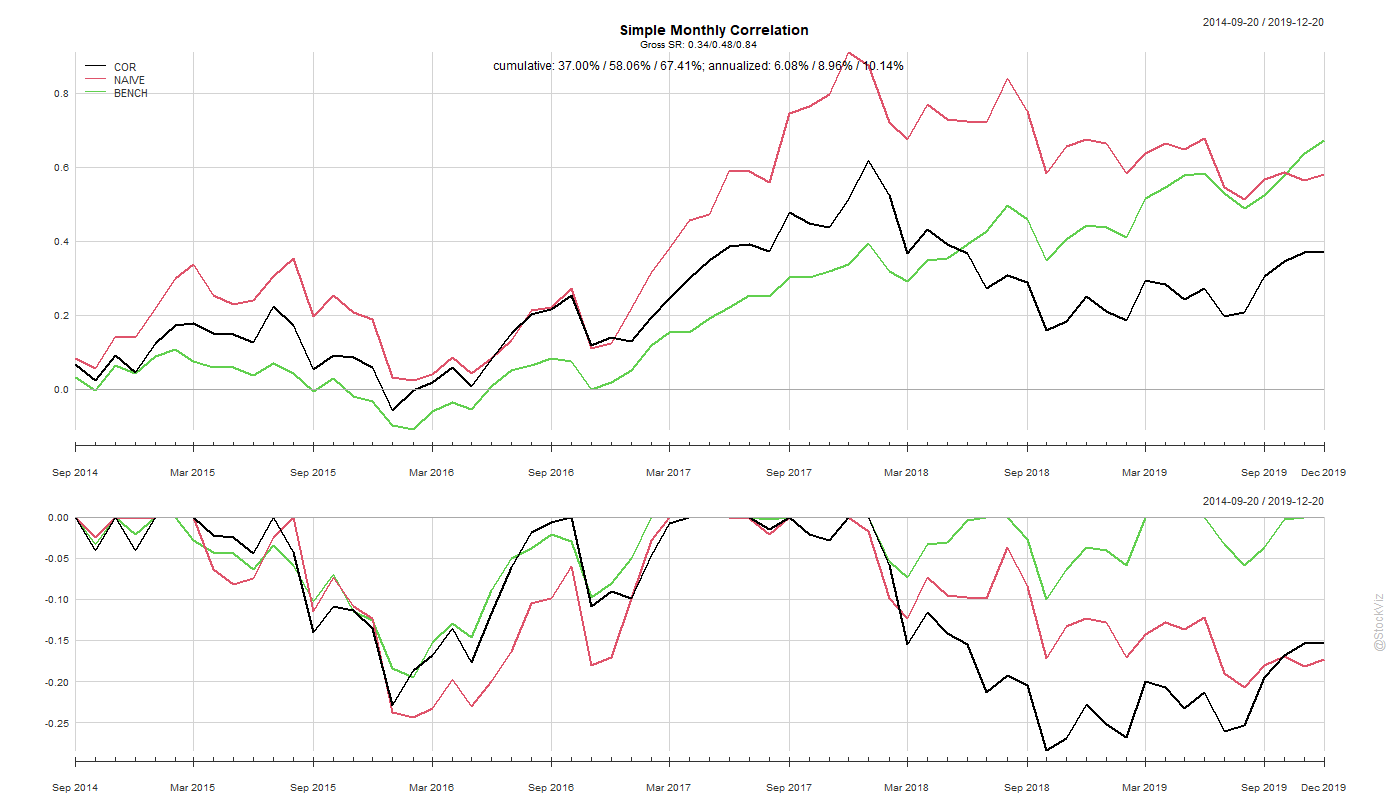 2014-09-20 / 2019-12-20
Simple Monthly Correlation
Gross SR: 0.34/0.48/0.84
cumulative: 37.00% / 58.06% / 67.41%; annualized: 6.08% / 8.96% / 10.14%
COR
NAIVE
BENCH
0.8
0.6
0.4
0.2
0.0
Sep 2014 Mar 2015 Sep 2015 Mar 2016 Sep 2016 Mar 2017 Sep 2017 Mar 2018 Sep 2018 Mar 2019 Sep 2019 Dec 2019
2014-09-20 / 2019-12-20
0.00
-0.05
-0.10
-0.15
-0.20
-0.25
Sep 2014 Mar 2015 Sep 2015 Mar 2016 Sep 2016 Mar 2017 Sep 2017 Mar 2018 Sep 2018 Mar 2019 Sep 2019 Dec 2019
@StockViz